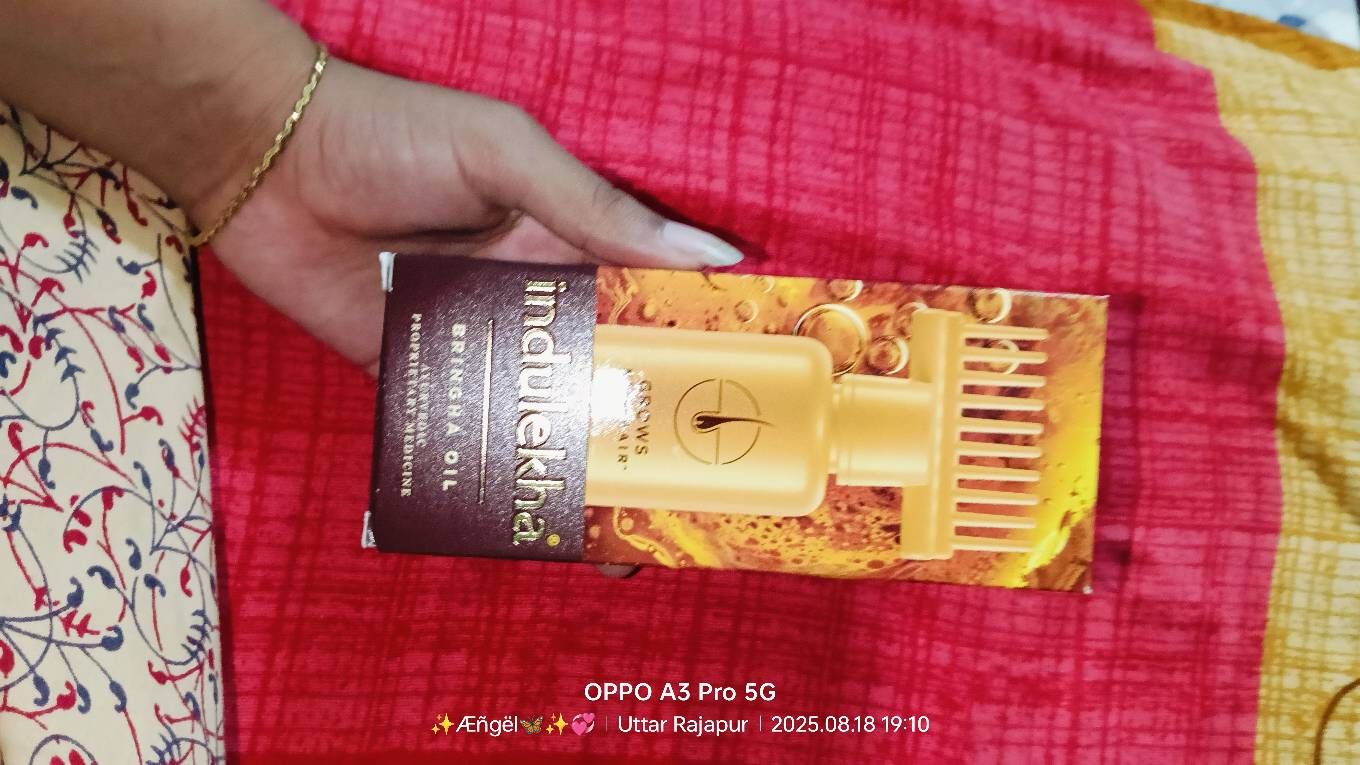 indulekha
BRINGHA OIL
AYURVEDIC
PROPRIETARY MEDICINE
GROWS
HAIR*
OPPO A3 Pro 5G
✨Æñgël🦋✨💞 | Uttar Rajapur | 2025.08.18 19:10